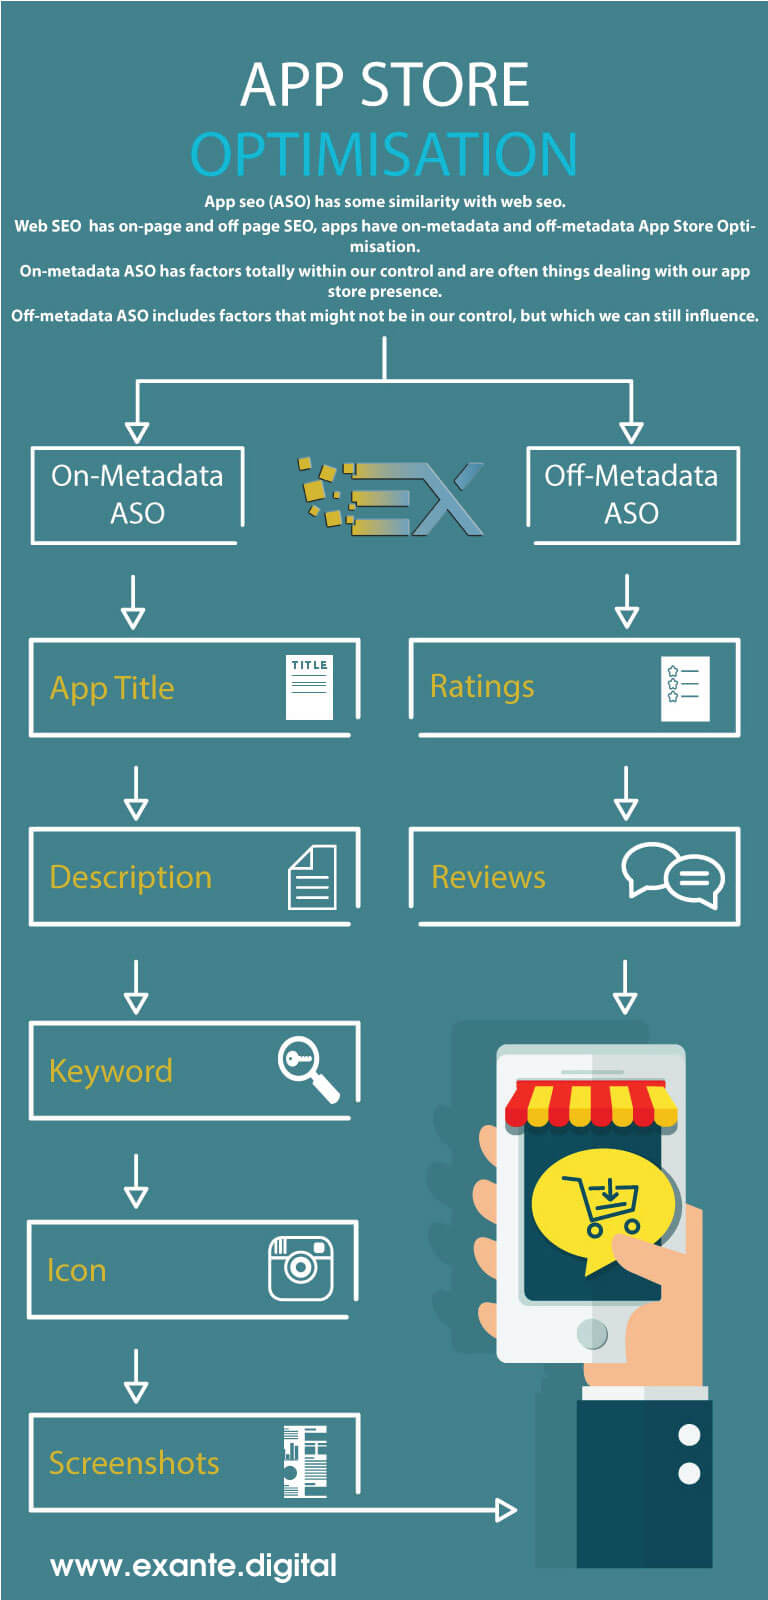 APP STORE
OPTIMISATION
App seo (ASO) has some similarity with web seo.
Web SEO has on-page and off page SEO, apps have on-metadata and off-metadata App Store Opti-
misation.
On-metadata ASO has factors totally within our control and are often things dealing with our app
store presence.
Off-metadata ASO includes factors that might not be in our control, but which we can still influence.
On-Metadata
ASO
EX
Off-Metadata
ASO
App Title
TITLE
Ratings
Description
Reviews
Keyword
Icon
Screenshots
www.exante.digital